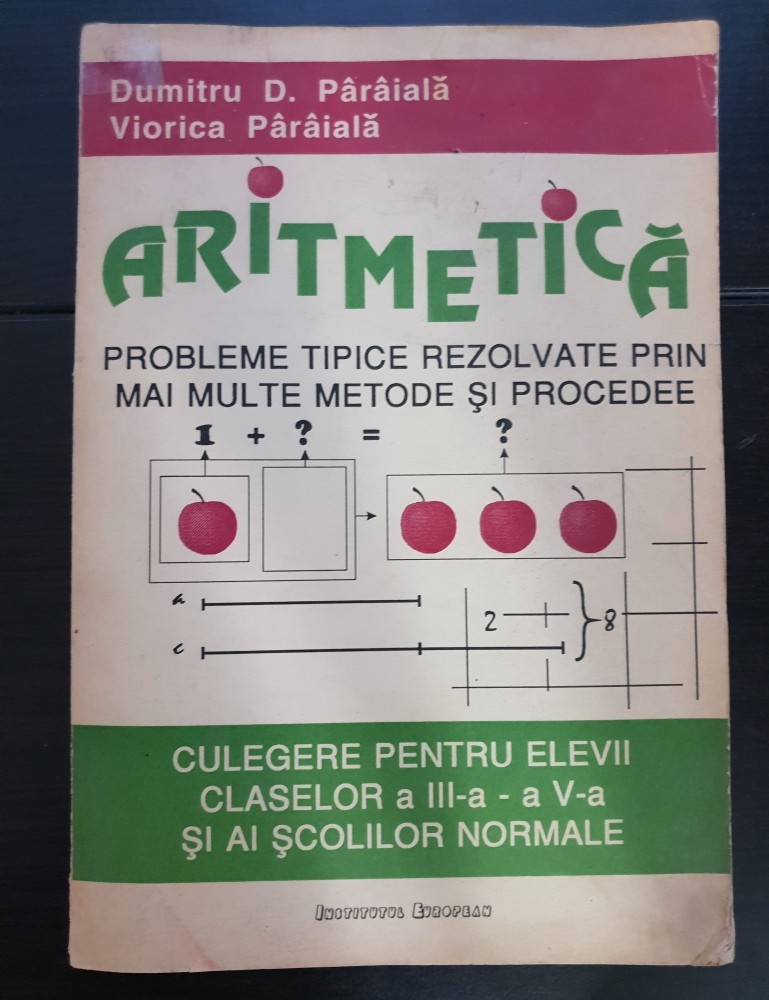 Dumitru D. Pârâială
Viorica Pârâială
ARITMETICĂ
PROBLEME TIPICE REZOLVATE PRIN
MAI MULTE METODE ŞI PROCEDEE
1 + ? = ?
a
2 8
c
CULEGERE PENTRU ELEVII
CLASELOR a III-a - a V-a
ŞI AI ŞCOLILOR NORMALE
INSTITUTUL EUROPEAN